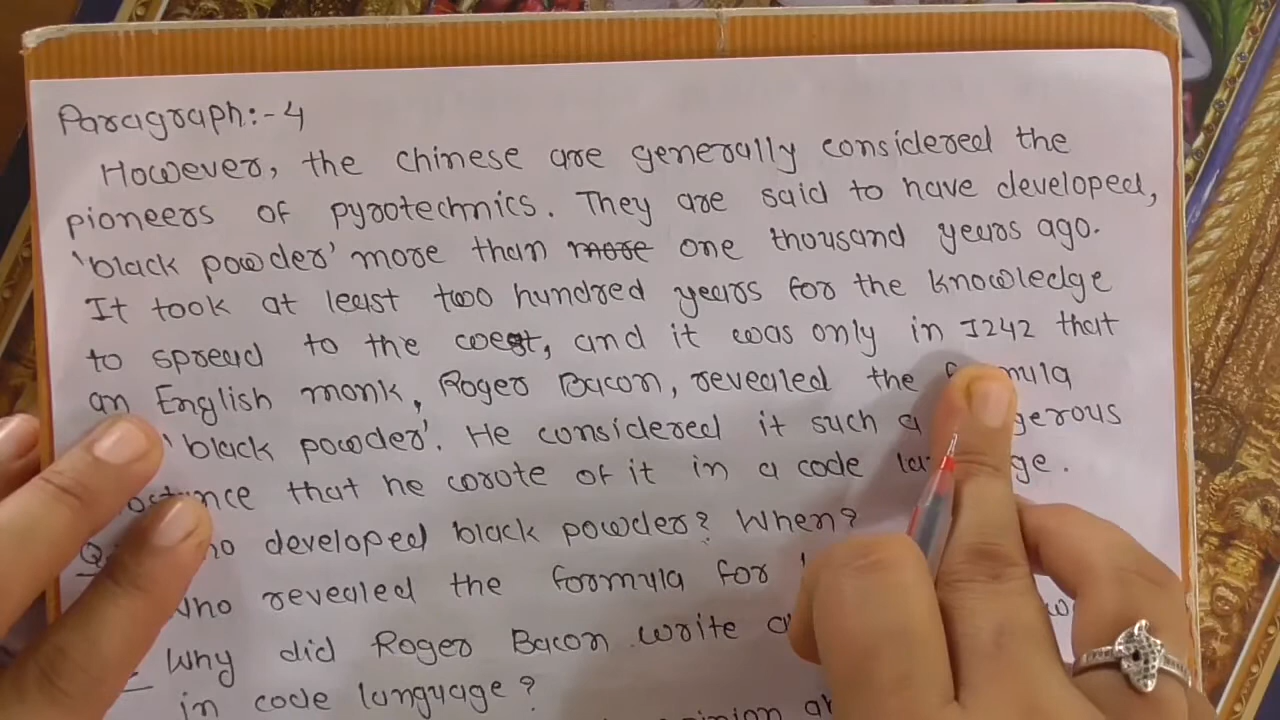 Paragraph:-4
However, the chinese are generally considered the
pioneers of pyrotechnics. They are said to have developed,
'black powder' more than more one thousand years ago.
It took at least two hundred years for the knowledge
to spread to the west, and it was only in 1242 that
an English monk, Roger Bacon, revealed the
'black powder'. He considered it such a
that he wrote of it in a code
developed black powder? When?
revealed the formula for
Why did Roger Bacon write
in code language?